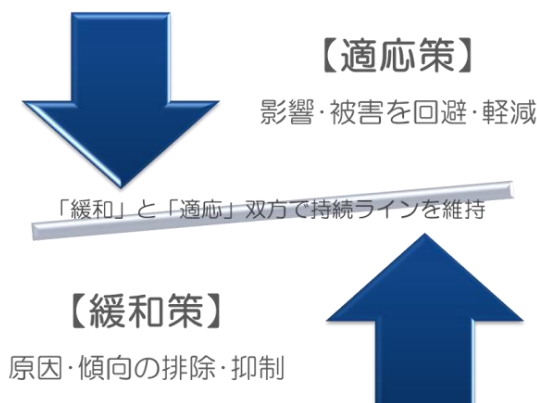 【適応策】
影響･被害を回避･軽減
「緩和」と「適応」双方で持続ラインを維持
【緩和策】
原因･傾向の排除･抑制